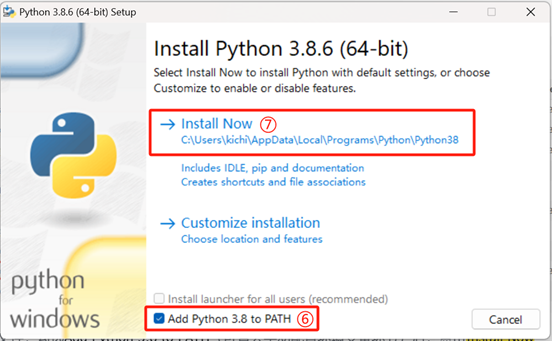 Python 3.8.6 (64-bit) Setup
Install Python 3.8.6 (64-bit)
Select Install Now to install Python with default settings, or choose
Customize to enable or disable features.
→ Install Now ⑦
C:\Users\kichi\AppData\Local\Programs\Python\Python38
Includes IDLE, pip and documentation
Creates shortcuts and file associations
→ Customize installation
Choose location and features
python
for
windows
Install launcher for all users (recommended)
Add Python 3.8 to PATH ⑥
Cancel